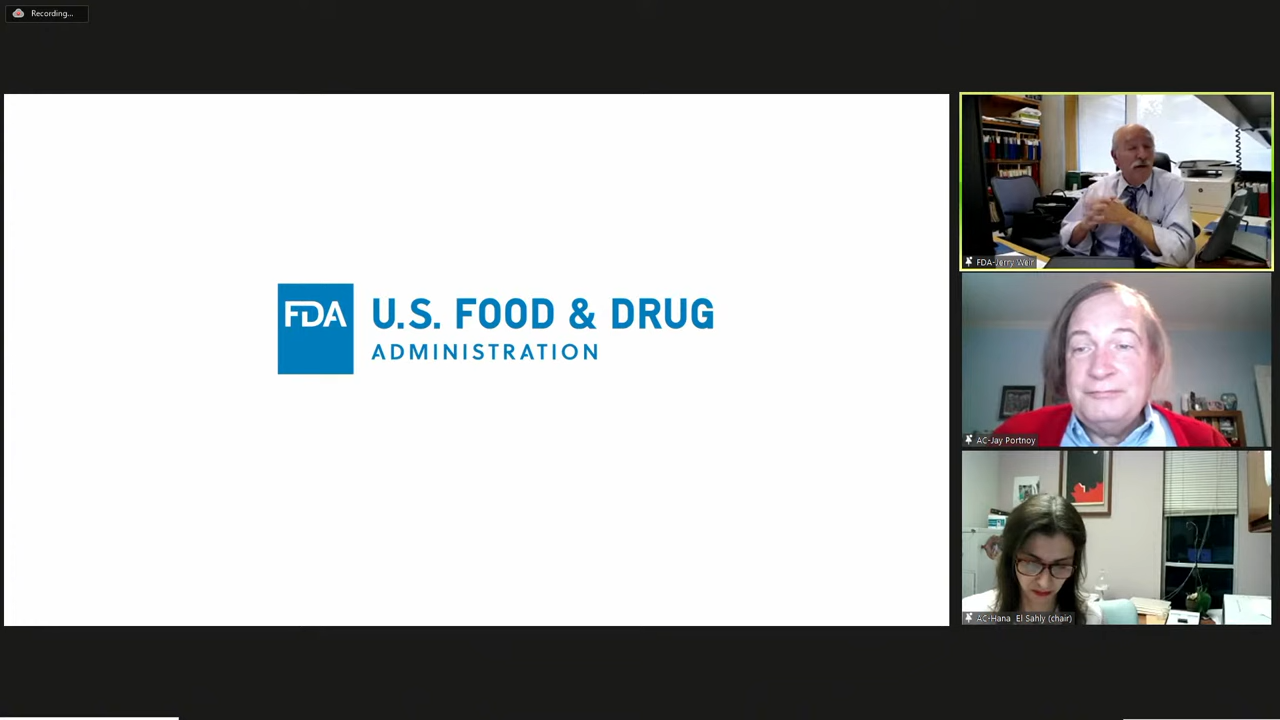 Recording...
FDA
U.S. FOOD & DRUG
ADMINISTRATION
FDA-Jerry Weir
AC-Jay Portnoy
AC-Hana El Sahly (chair)